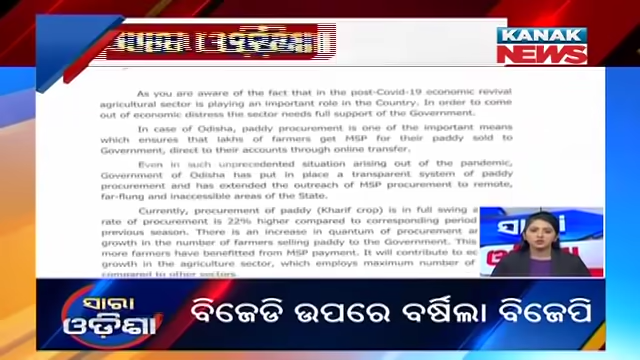 KANAK
NEWS
As you are aware of the fact that in the post-Covid-19 economic revival
agricultural sector is playing an important role in the Country. In order to come
out of economic distress the sector needs full support of the Government.
In case of Odisha, paddy procurement is one of the important means
which ensures that lakhs of farmers get MSP for their paddy sold to
Government, direct to their accounts through online transfer.
Even in such unprecedented situation arising out of the pandemic,
Government of Odisha has put in place a transparent system of paddy
procurement and has extended the outreach of MSP procurement to remote,
far-flung and inaccessible areas of the State.
Currently, procurement of paddy (Kharif crop) is in full swing a
rate of procurement is 22% higher compared to corresponding period
previous season. There is an increase in quantum of procurement an
growth in the number of farmers selling paddy to the Government. This
more farmers have benefitted from MSP payment. It will contribute to ec
growth in the agriculture sector, which employs maximum number of
compared to other sectors.
ସାରା
ସାରା
ଓଡ଼ିଶା
ବିଜେଡି ଉପରେ ବର୍ଷିଲା ବିଜେପି